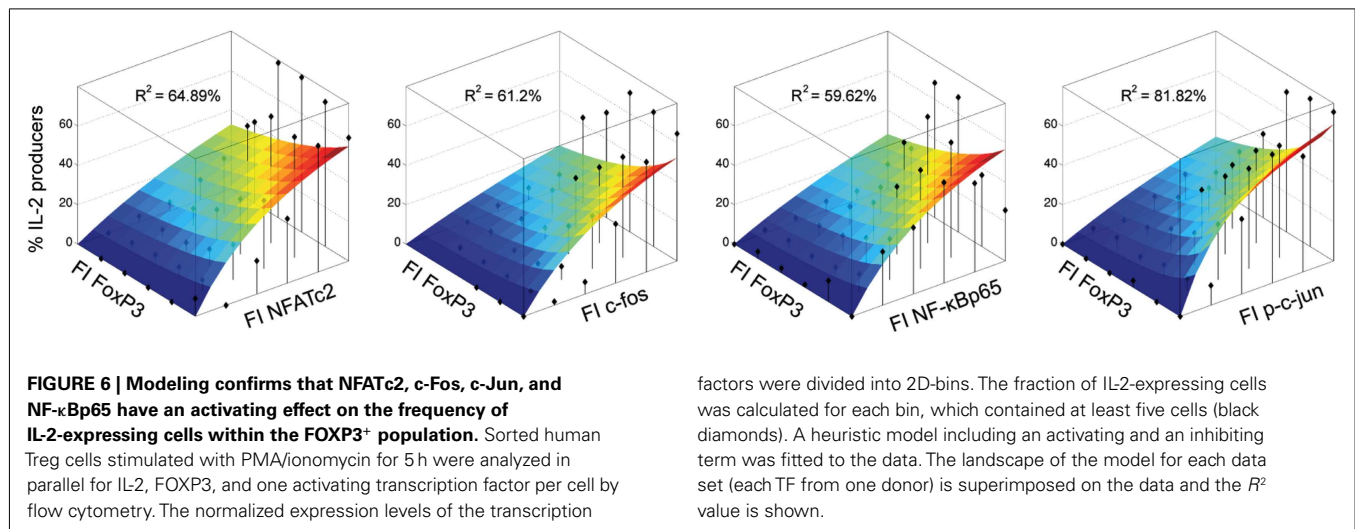 % IL-2 producers
60
40
20
0
R² = 64.89%
FI FoxP3
FI NFATc2
60
40
20
0
R² = 61.2%
FI FoxP3
FI c-fos
60
40
20
0
R² = 59.62%
FI FoxP3
FI NF-κBp65
60
40
20
0
R² = 81.82%
FI FoxP3
FI p-c-jun
FIGURE 6 | Modeling confirms that NFATc2, c-Fos, c-Jun, and
NF-κBp65 have an activating effect on the frequency of
IL-2-expressing cells within the FOXP3⁺ population. Sorted human
Treg cells stimulated with PMA/ionomycin for 5 h were analyzed in
parallel for IL-2, FOXP3, and one activating transcription factor per cell by
flow cytometry. The normalized expression levels of the transcription
factors were divided into 2D-bins. The fraction of IL-2-expressing cells
was calculated for each bin, which contained at least five cells (black
diamonds). A heuristic model including an activating and an inhibiting
term was fitted to the data. The landscape of the model for each data
set (each TF from one donor) is superimposed on the data and the R²
value is shown.